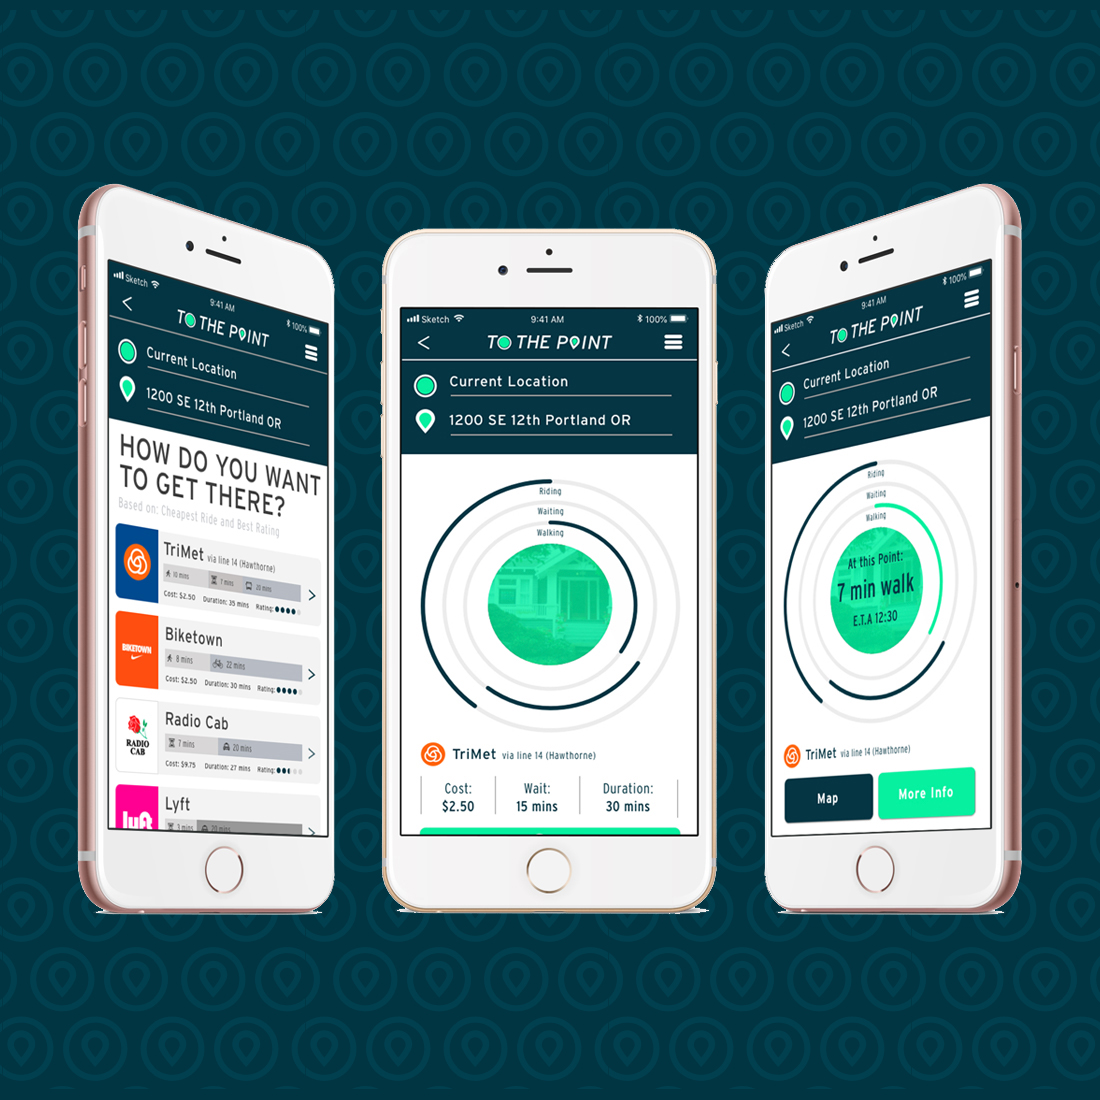 Sketch
9:41 AM
100%
TO THE POINT
Current Location
1200 SE 12th Portland OR
HOW DO YOU WANT
TO GET THERE?
Based on: Cheapest Ride and Best Rating
TriMet via line 14 (Hawthorne)
10 mins 7 mins 20 mins
Cost: $2.50 Duration: 35 mins Rating:
BIKETOWN
Biketown
8 mins 22 mins
Cost: $2.50 Duration: 30 mins Rating:
RADIO
CAB
Radio Cab
7 mins 20 mins
Cost: $9.75 Duration: 27 mins Rating:
lyft
Lyft
3 mins 20 mins
Sketch 9:41 AM 100%
TO THE POINT
Current Location
1200 SE 12th Portland OR
Riding
Waiting
Walking
TriMet via line 14 (Hawthorne)
Cost: Wait: Duration:
$2.50 15 mins 30 mins
Sketch 9:41 AM 100%
TO THE POINT
Current Location
1200 SE 12th Portland OR
Riding
Waiting
Walking
At this Point:
7 min walk
E.T.A 12:30
TriMet via line 14 (Hawthorne)
Map More Info